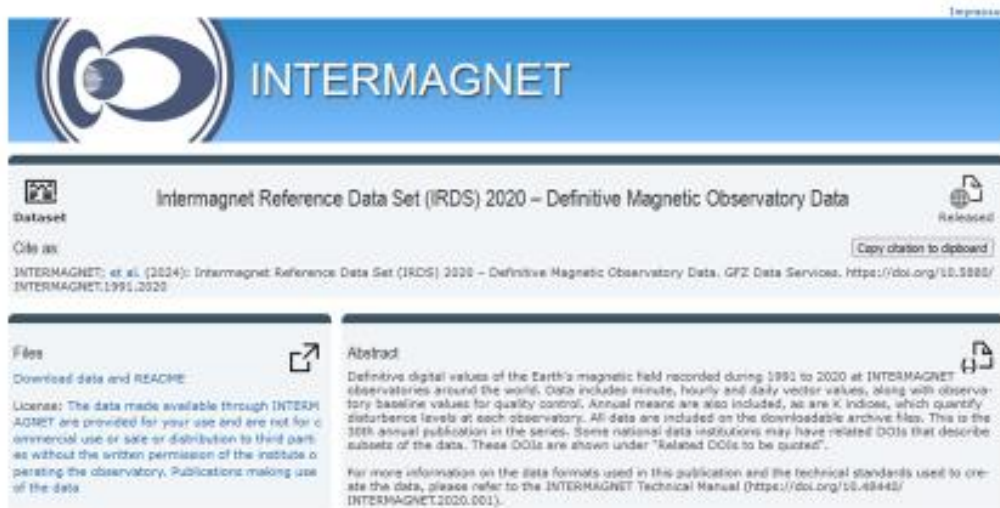 Impressu
INTERMAGNET
Dataset
Intermagnet Reference Data Set (IRDS) 2020 – Definitive Magnetic Observatory Data
Released
Cite as:
Copy citation to clipboard
INTERMAGNET; et al. (2024): Intermagnet Reference Data Set (IRDS) 2020 – Definitive Magnetic Observatory Data. GFZ Data Services. https://doi.org/10.5880/
INTERMAGNET.1991.2020
Files
Download data and README
License: The data made available through INTERM
AGNET are provided for your use and are not for c
ommercial use or sale or distribution to third parti
es without the written permission of the institute o
perating the observatory. Publications making use
of the data
Abstract
Definitive digital values of the Earth's magnetic field recorded during 1991 to 2020 at INTERMAGNET
observatories around the world. Data includes minute, hourly and daily vector values, along with observa-
tory baseline values for quality control. Annual means are also included, as are K indices, which quantify
disturbance levels at each observatory. All data are included on the downloadable archive files. This is the
30th annual publication in the series. Some national data institutions may have related DOIs that describe
subsets of the data. These DOIs are shown under "Related DOIs to be quoted".
For more information on the data formats used in this publication and the technical standards used to cre-
ate the data, please refer to the INTERMAGNET Technical Manual (https://doi.org/10.48440/
INTERMAGNET.2020.001).